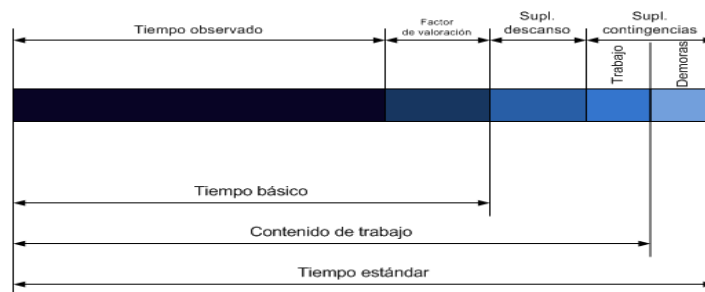 Tiempo observado
Factor
de valoración
Supl.
descanso
Supl.
contingencias
Trabajo
Demoras
Tiempo básico
Contenido de trabajo
Tiempo estándar